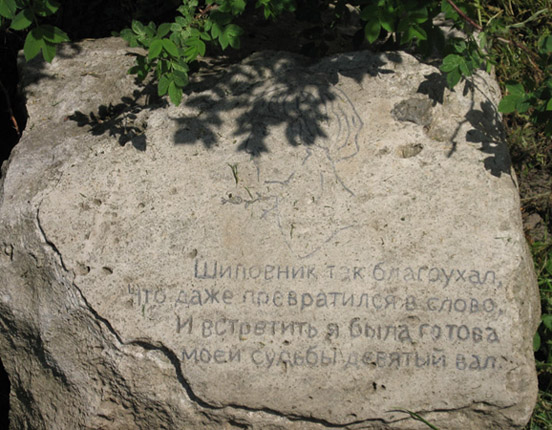 Шиповник так благоухал,
Что даже превратился в слово,
И встретить я была готова
моей судьбы девятый вал.